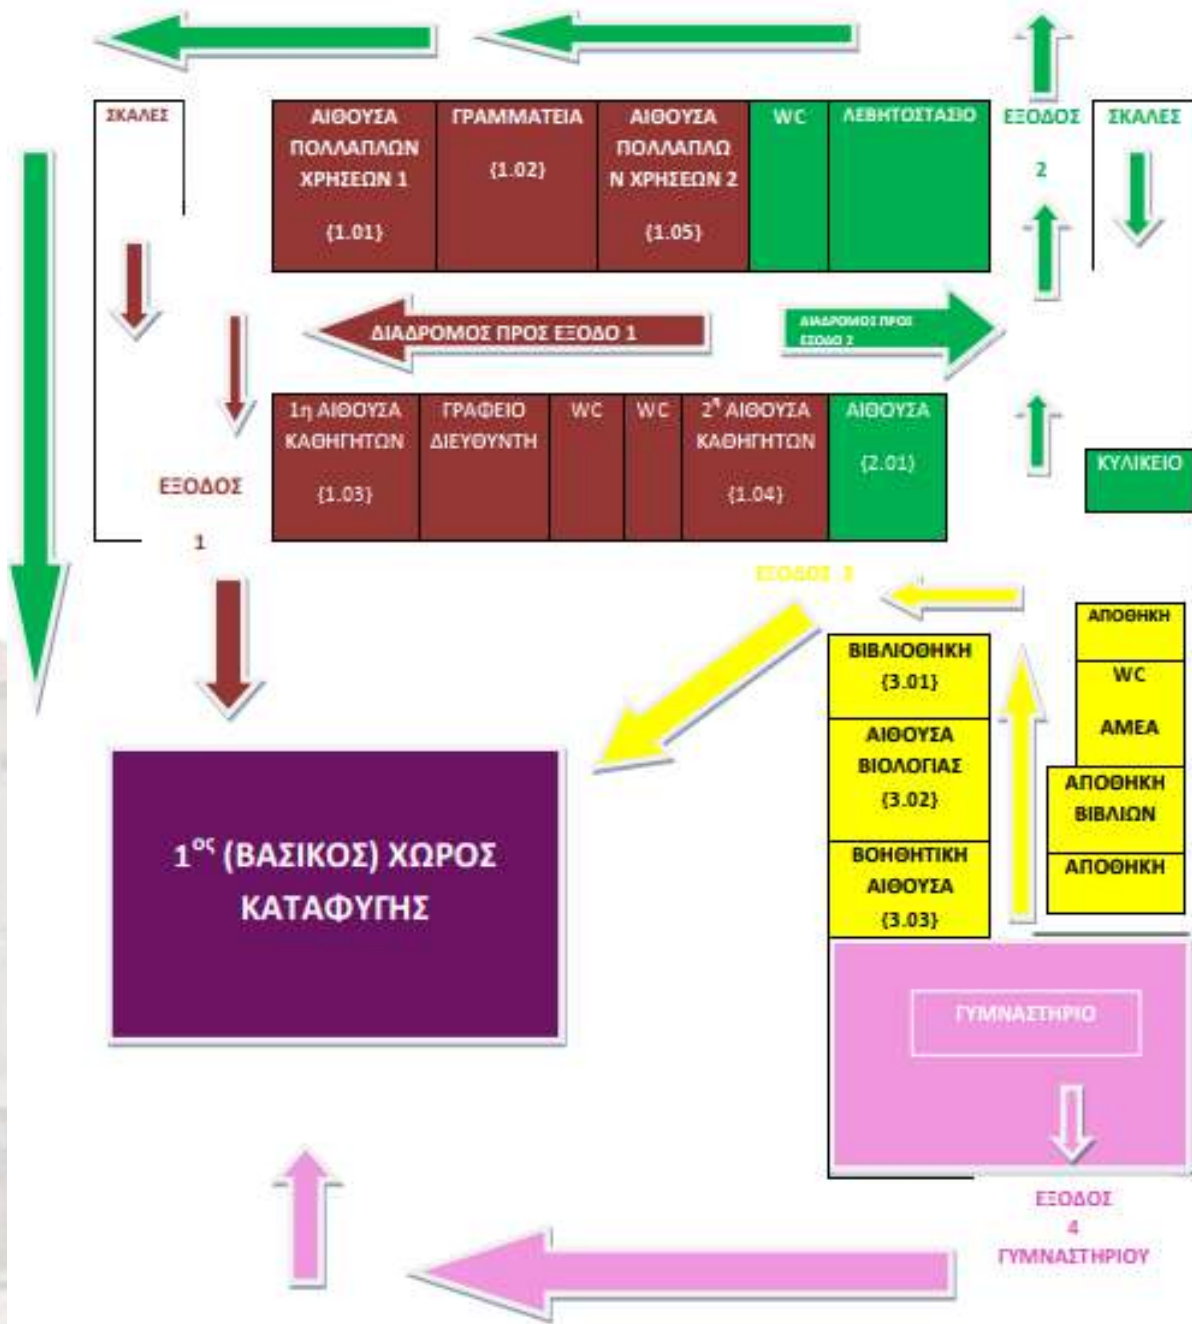 ΣΚΑΛΕΣ
ΑΙΘΟΥΣΑ
ΠΟΛΛΑΠΛΩΝ
ΧΡΗΣΕΩΝ 1
{1.01}
ΓΡΑΜΜΑΤΕΙΑ
{1.02}
ΑΙΘΟΥΣΑ
ΠΟΛΛΑΠΛΩ
Ν ΧΡΗΣΕΩΝ 2
{1.05}
WC
ΛΕΒΗΤΟΣΤΑΣΙΟ
ΕΞΟΔΟΣ
2
ΣΚΑΛΕΣ
ΔΙΑΔΡΟΜΟΣ ΠΡΟΣ ΕΞΟΔΟ 1
ΔΙΑΔΡΟΜΟΣ ΠΡΟΣ
ΕΞΟΔΟ 2
1η ΑΙΘΟΥΣΑ
ΚΑΘΗΓΗΤΩΝ
{1.03}
ΓΡΑΦΕΙΟ
ΔΙΕΥΘΥΝΤΗ
WC
WC
2η ΑΙΘΟΥΣΑ
ΚΑΘΗΓΗΤΩΝ
{1.04}
ΑΙΘΟΥΣΑ
{2.01}
ΚΥΛΙΚΕΙΟ
ΕΞΟΔΟΣ
1
ΕΞΟΔΟΣ 3
ΒΙΒΛΙΟΘΗΚΗ
{3.01}
ΑΙΘΟΥΣΑ
ΒΙΟΛΟΓΙΑΣ
{3.02}
ΒΟΗΘΗΤΙΚΗ
ΑΙΘΟΥΣΑ
{3.03}
ΑΠΟΘΗΚΗ
WC
ΑΜΕΑ
ΑΠΟΘΗΚΗ
ΒΙΒΛΙΩΝ
ΑΠΟΘΗΚΗ
1ος (ΒΑΣΙΚΟΣ) ΧΩΡΟΣ
ΚΑΤΑΦΥΓΗΣ
ΓΥΜΝΑΣΤΗΡΙΟ
ΕΞΟΔΟΣ
4
ΓΥΜΝΑΣΤΗΡΙΟΥ